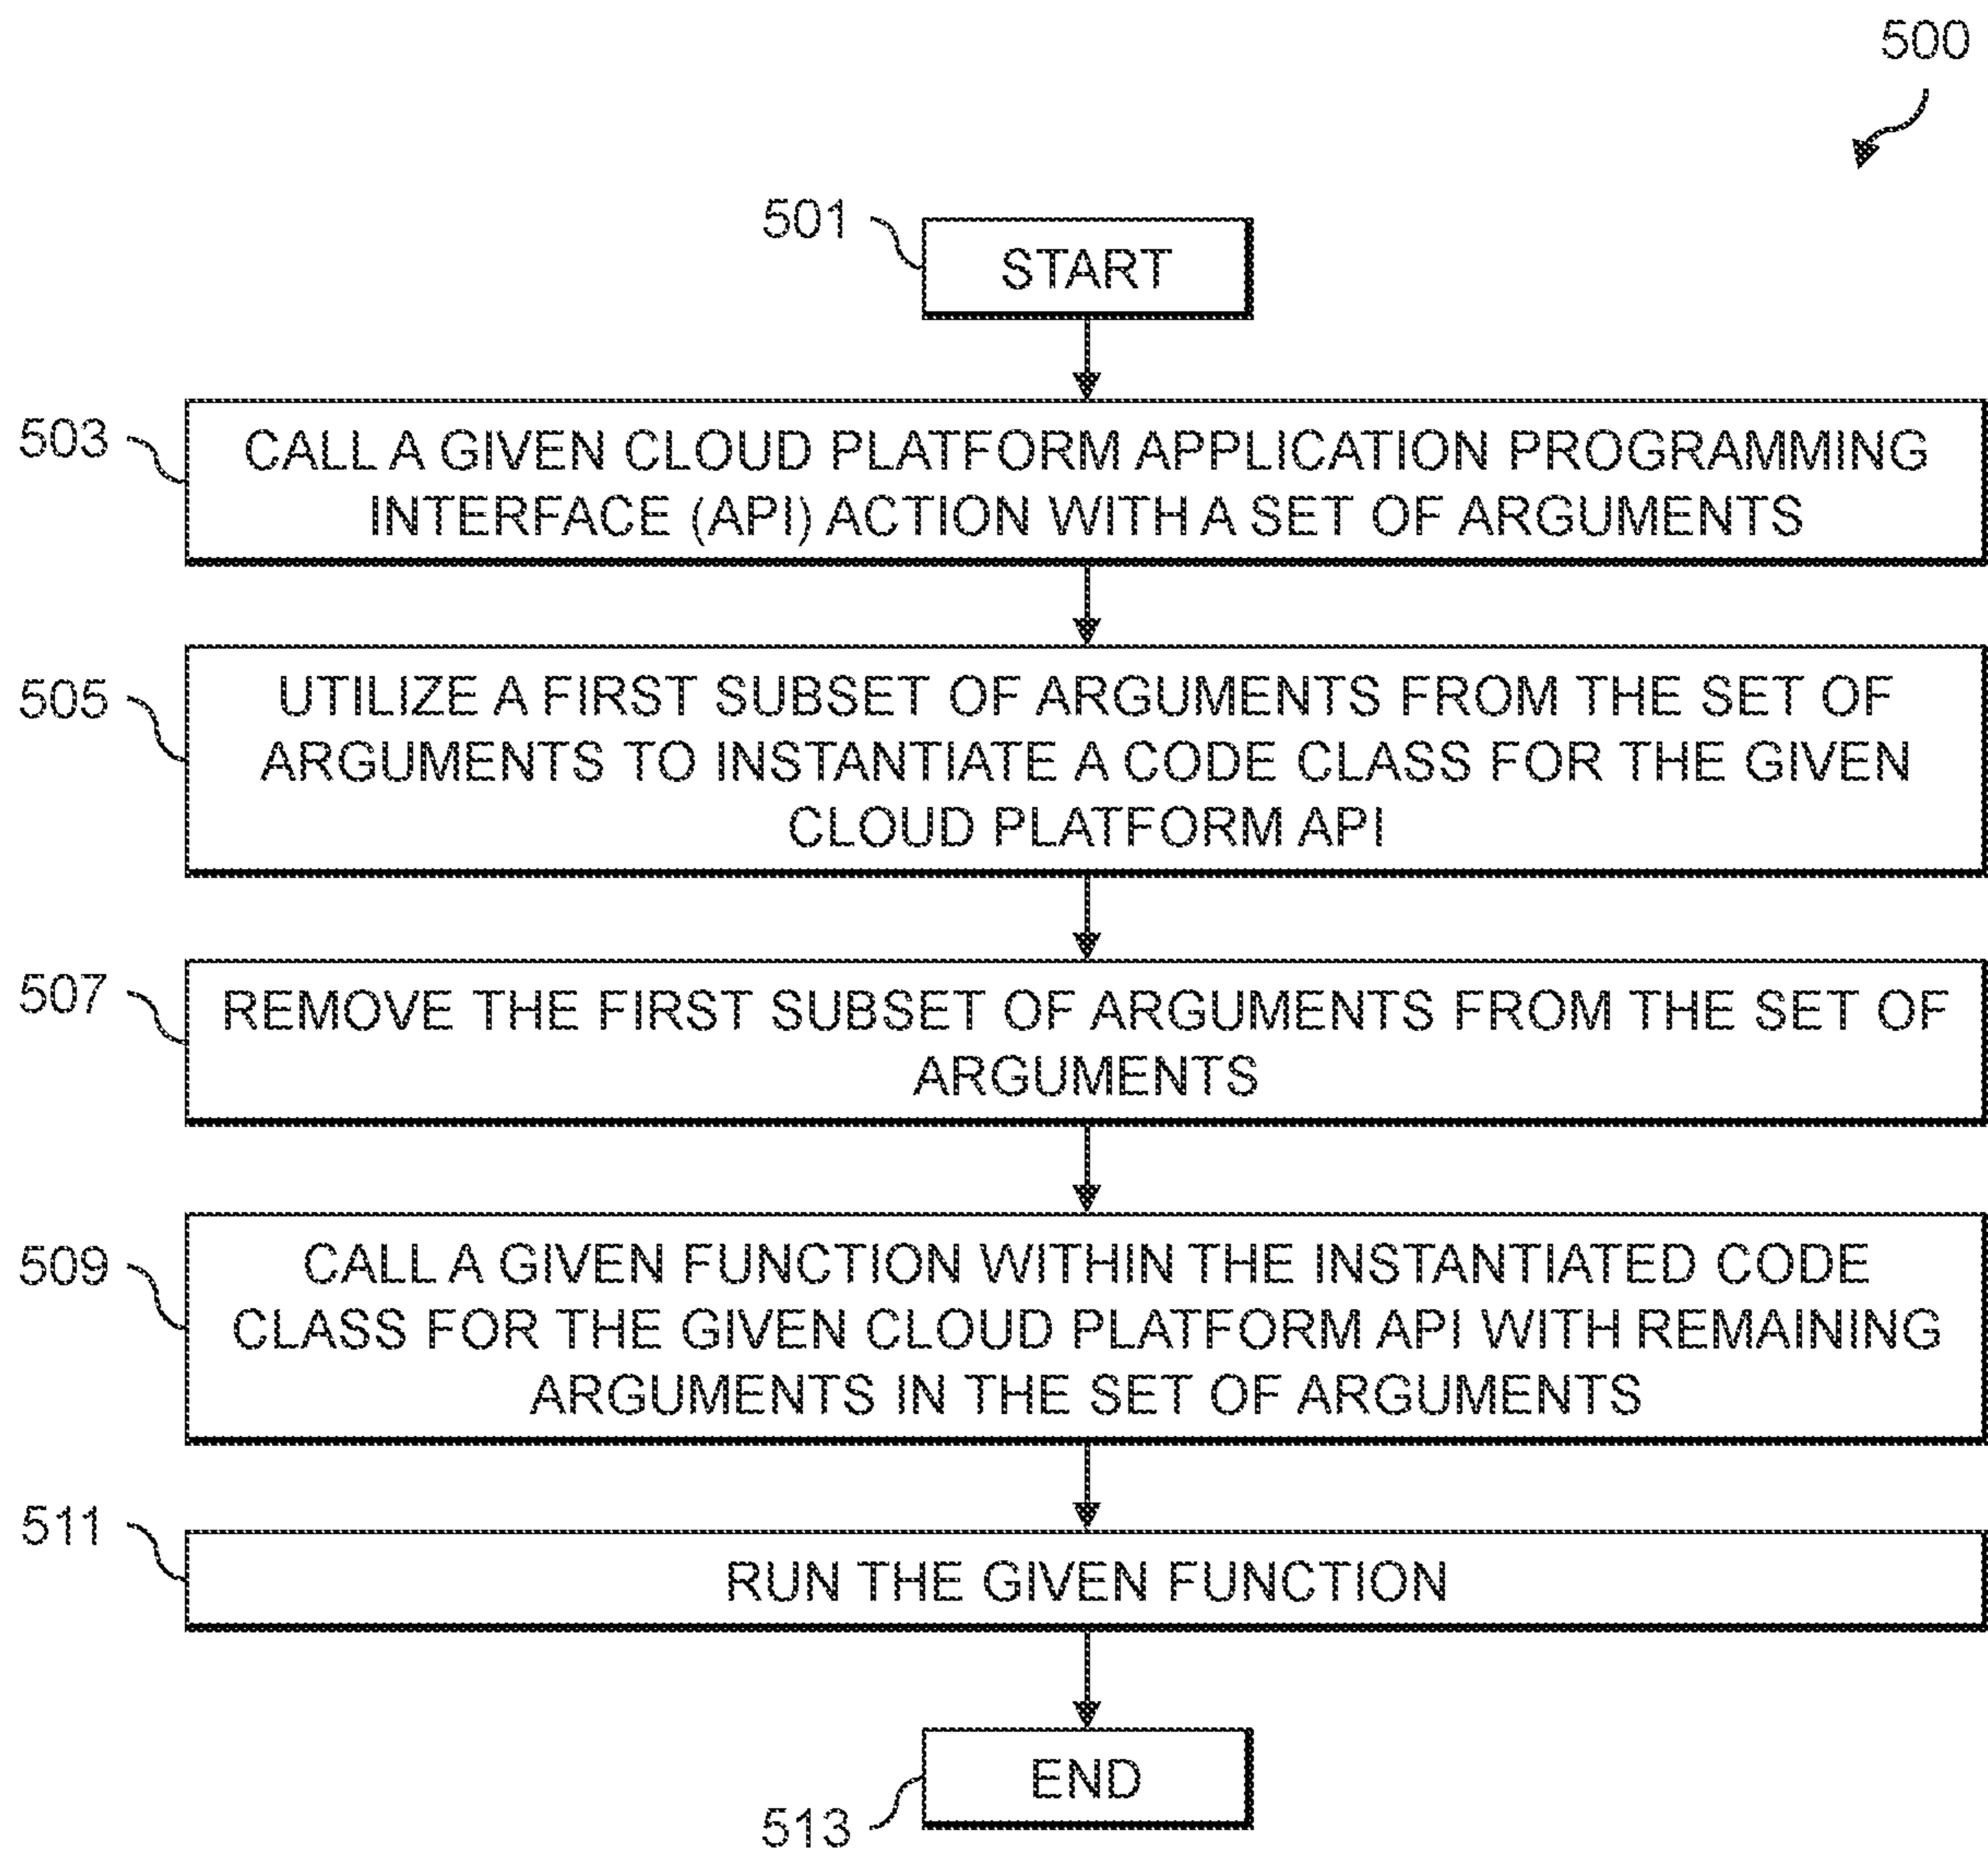 500
501
START
503
CALL A GIVEN CLOUD PLATFORM APPLICATION PROGRAMMING
INTERFACE (API) ACTION WITH A SET OF ARGUMENTS
505
UTILIZE A FIRST SUBSET OF ARGUMENTS FROM THE SET OF
ARGUMENTS TO INSTANTIATE A CODE CLASS FOR THE GIVEN
CLOUD PLATFORM API
507
REMOVE THE FIRST SUBSET OF ARGUMENTS FROM THE SET OF
ARGUMENTS
509
CALL A GIVEN FUNCTION WITHIN THE INSTANTIATED CODE
CLASS FOR THE GIVEN CLOUD PLATFORM API WITH REMAINING
ARGUMENTS IN THE SET OF ARGUMENTS
511
RUN THE GIVEN FUNCTION
END
513